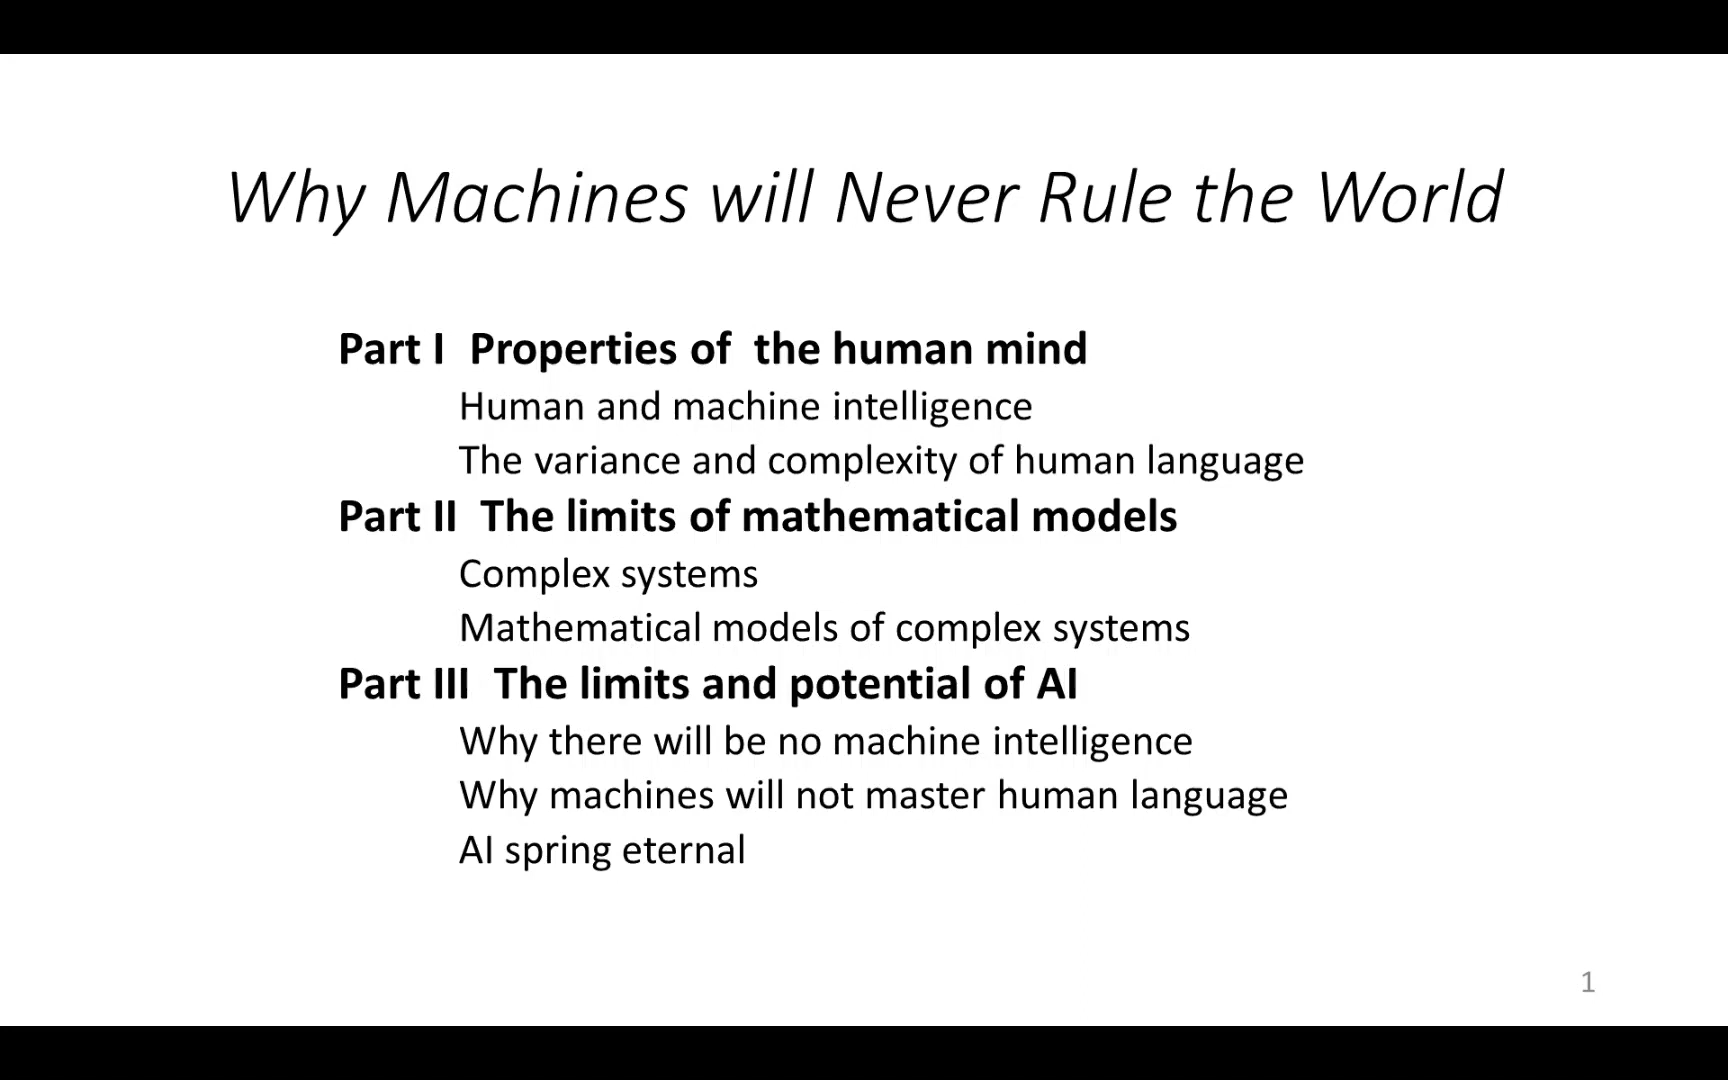 Why Machines will Never Rule the World
Part I Properties of the human mind
Human and machine intelligence
The variance and complexity of human language
Part II The limits of mathematical models
Complex systems
Mathematical models of complex systems
Part III The limits and potential of AI
Why there will be no machine intelligence
Why machines will not master human language
AI spring eternal
1